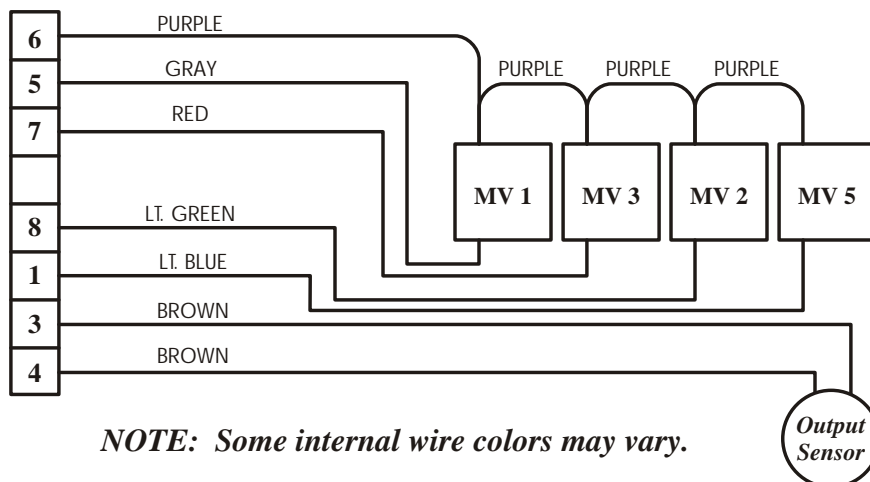 6 PURPLE
PURPLE PURPLE PURPLE
5 GRAY
7 RED
MV 1 MV 3 MV 2 MV 5
8 LT. GREEN
1 LT. BLUE
3 BROWN
4 BROWN
NOTE: Some internal wire colors may vary.
Output
Sensor